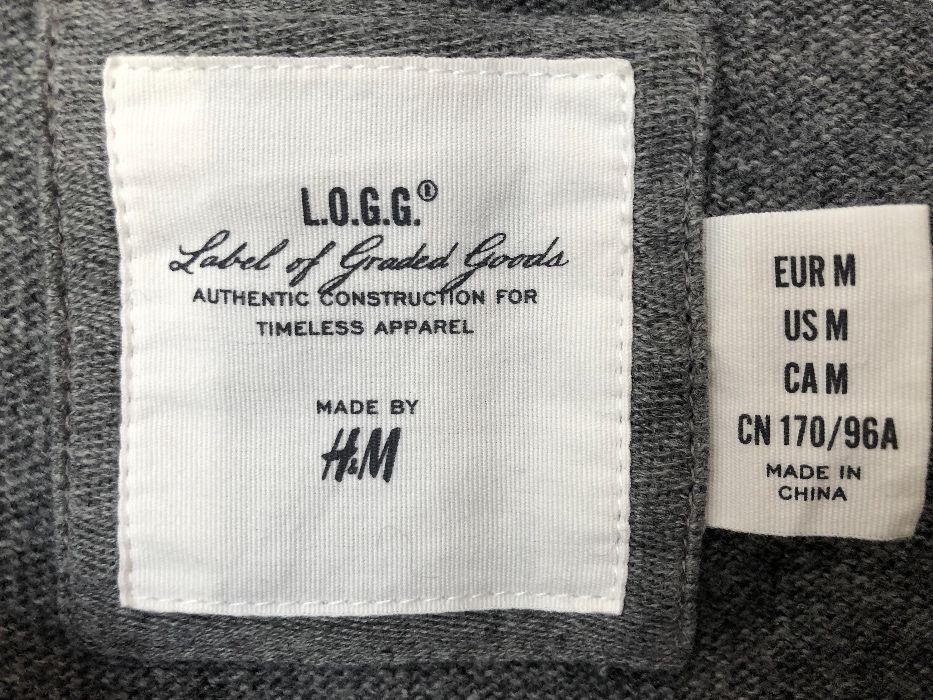 L.O.G.G.®
Label of Graded Goods
AUTHENTIC CONSTRUCTION FOR
TIMELESS APPAREL
MADE BY
H&M
EUR M
US M
CA M
CN 170/96A
MADE IN
CHINA